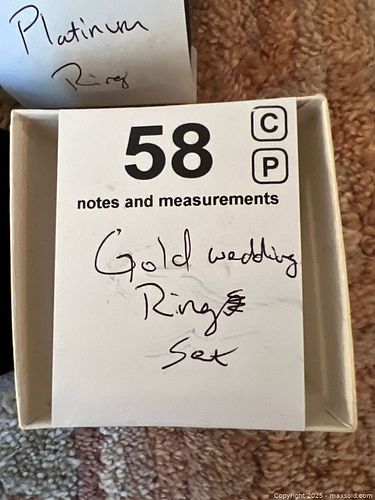 Platinum
Ring
58
C
P
notes and measurements
Gold wedding
Ring
Set
Copyright 2025 - maxsold.com